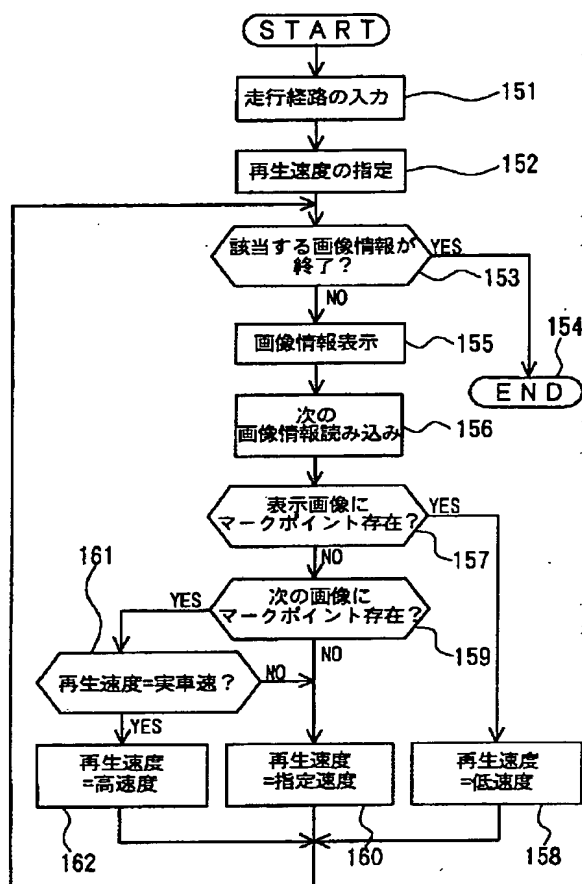 START
走行経路の入力
151
再生速度の指定
152
該当する画像情報が
終了？
YES
153
NO
154
画像情報表示
155
END
次の
画像情報読み込み
156
表示画像に
マークポイント存在？
YES
157
NO
161
YES
次の画像に
マークポイント存在？
159
NO
再生速度=実車速？
NO
YES
再生速度
=高速度
162
再生速度
=指定速度
160
再生速度
=低速度
158